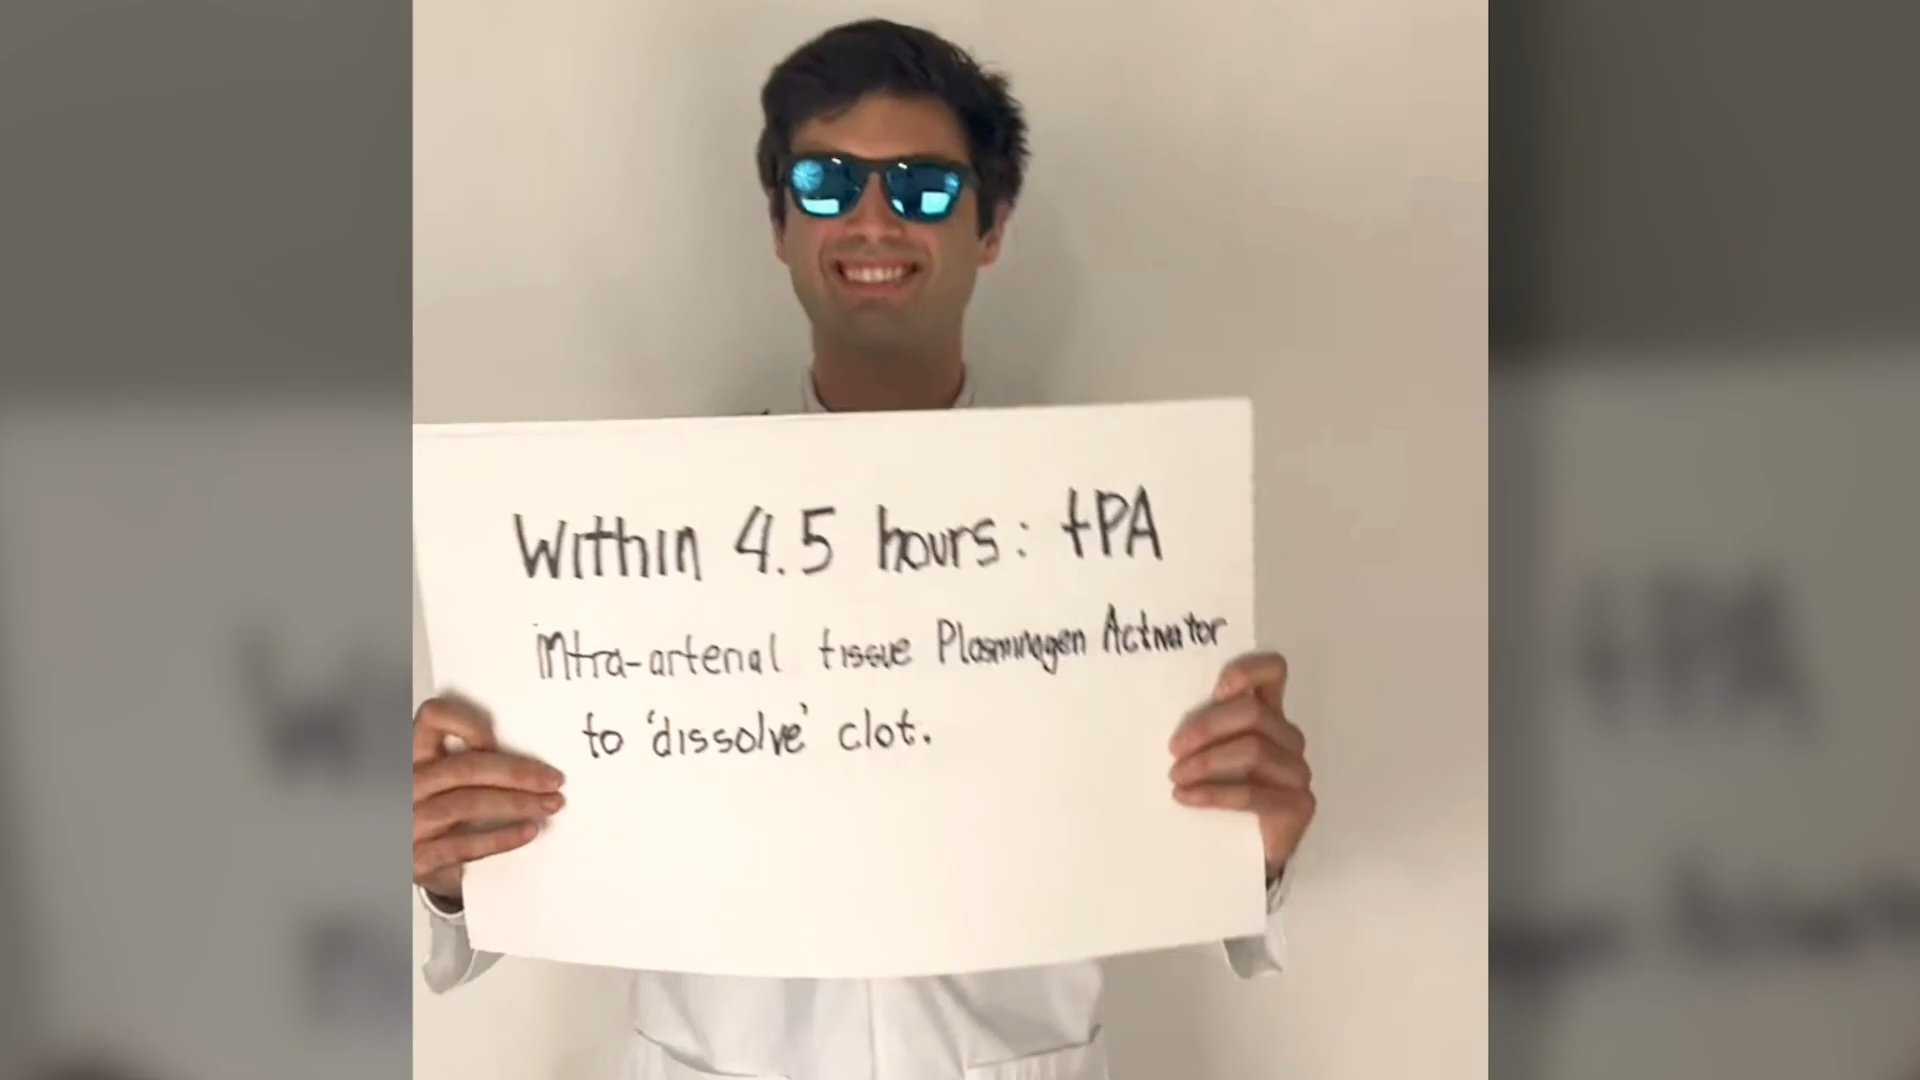 Within 4.5 hours: tPA
intra-arterial tissue Plasminogen Activator
to 'dissolve' clot.